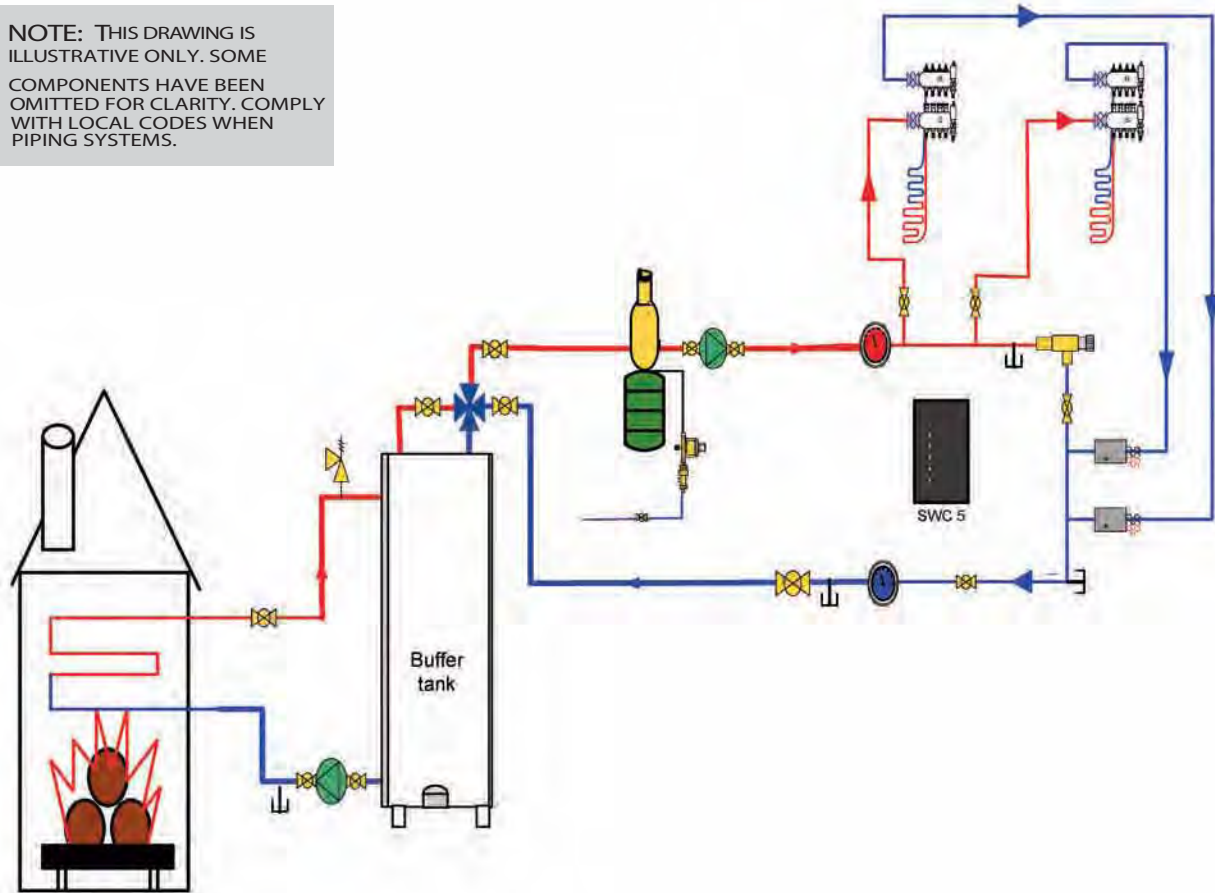 NOTE: THIS DRAWING IS
ILLUSTRATIVE ONLY. SOME
COMPONENTS HAVE BEEN
OMITTED FOR CLARITY. COMPLY
WITH LOCAL CODES WHEN
PIPING SYSTEMS.
SWC 5
Buffer
tank